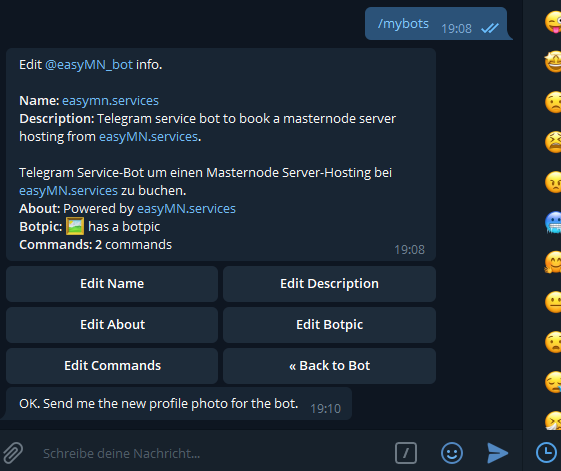 /mybots 19:08
Edit @easyMN_bot info.
Name: easymn.services
Description: Telegram service bot to book a masternode server
hosting from easyMN.services.
Telegram Service-Bot um einen Masternode Server-Hosting bei
easyMN.services zu buchen.
About: Powered by easyMN.services
Botpic: 🖼 has a botpic
Commands: 2 commands
19:08
Edit Name
Edit Description
Edit About
Edit Botpic
Edit Commands
« Back to Bot
OK. Send me the new profile photo for the bot. 19:10
Schreibe deine Nachricht...
/